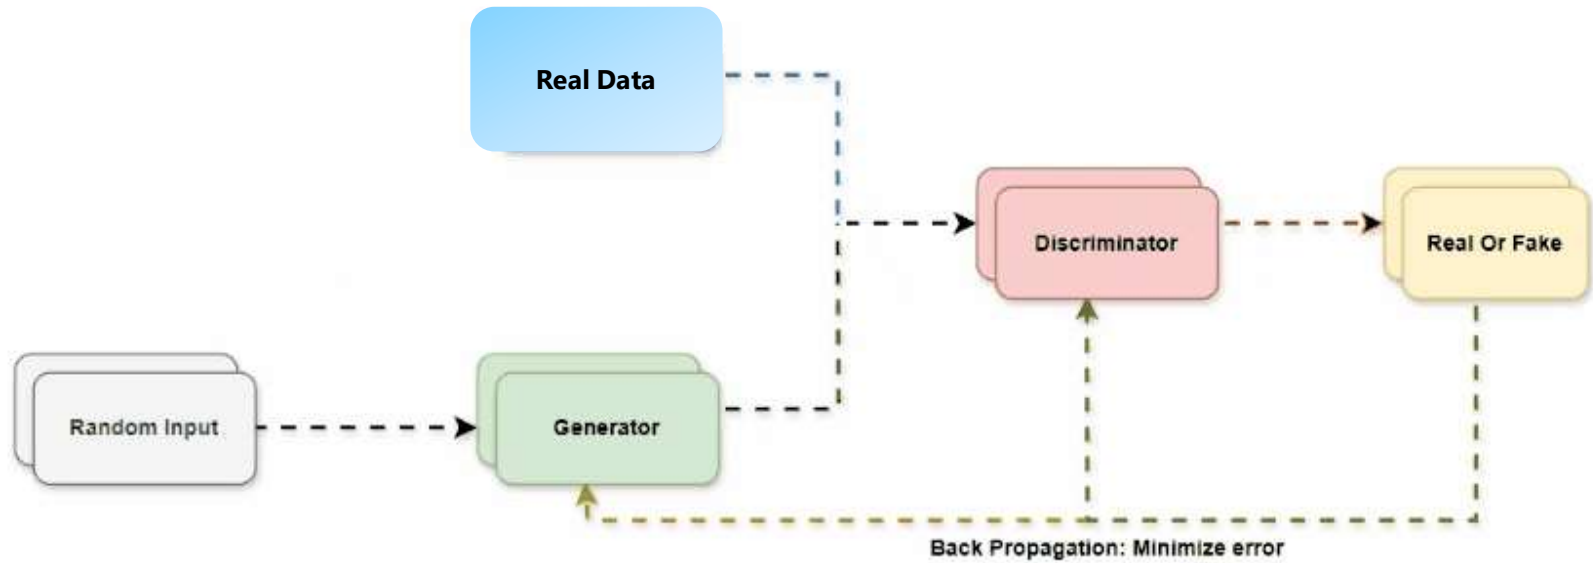 Real Data
Discriminator
Real Or Fake
Random Input
Generator
Back Propagation: Minimize error